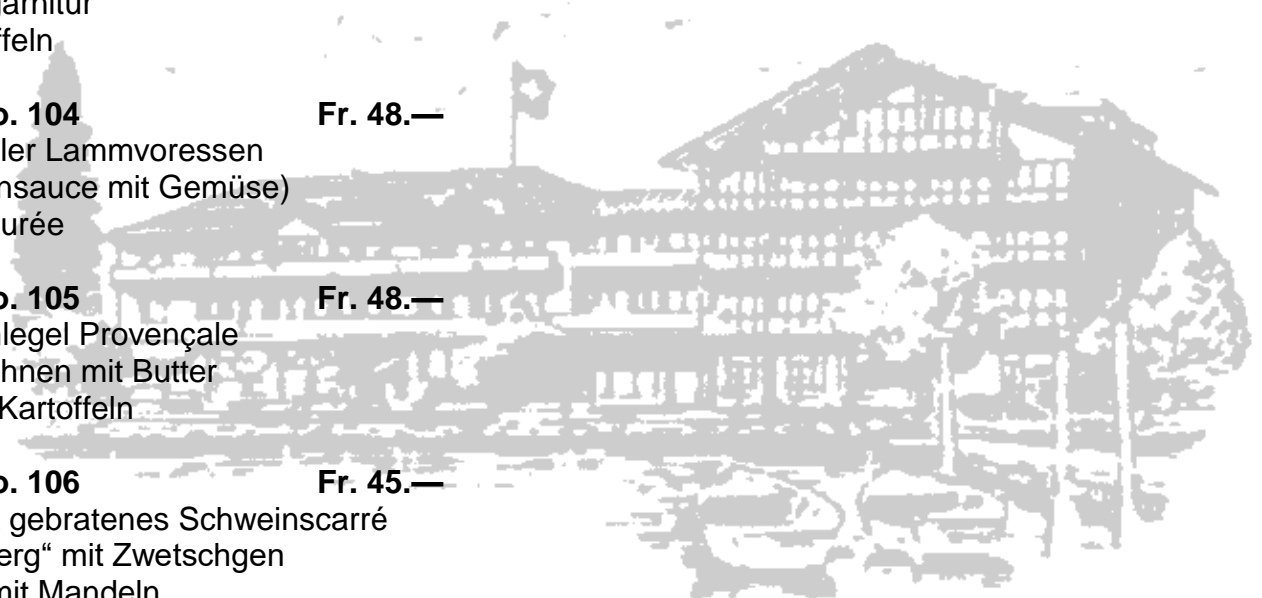 garnitur
ffeln
o. 104 Fr. 48.—
ler Lammvoressen
nsauce mit Gemüse)
urée
o. 105 Fr. 48.—
legel Provençale
hnen mit Butter
Kartoffeln
o. 106 Fr. 45.—
gebratenes Schweinscarré
erg“ mit Zwetschgen
mit Mandeln